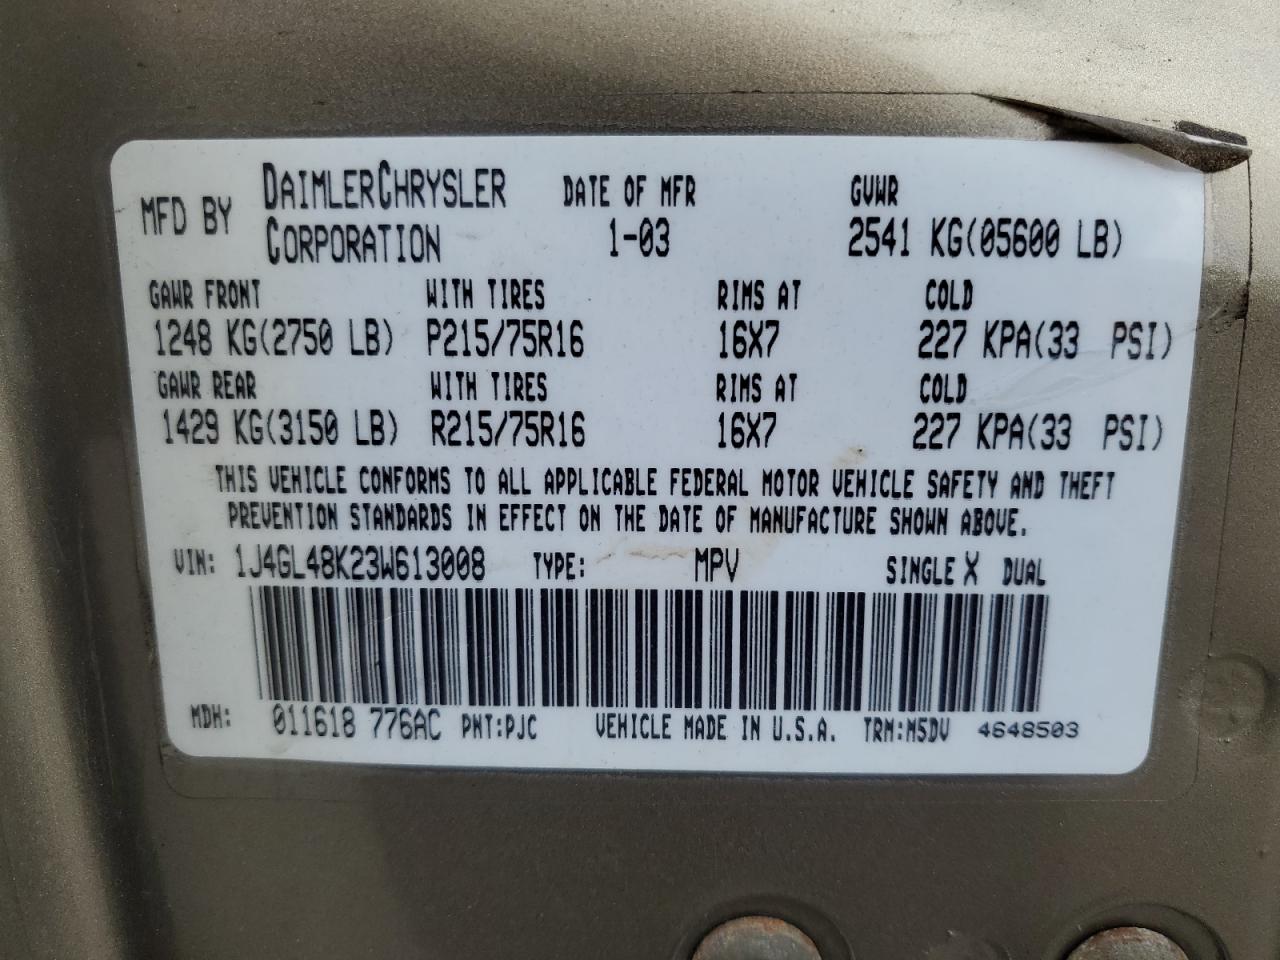 MFD BY DAIMLERCHRYSLER CORPORATION DATE OF MFR 1-03 GVWR 2541 KG(05600 LB)
GAWR FRONT WITH TIRES RIMS AT COLD
1248 KG(2750 LB) P215/75R16 16X7 227 KPA(33 PSI)
GAWR REAR WITH TIRES RIMS AT COLD
1429 KG(3150 LB) R215/75R16 16X7 227 KPA(33 PSI)
THIS VEHICLE CONFORMS TO ALL APPLICABLE FEDERAL MOTOR VEHICLE SAFETY AND THEFT
PREVENTION STANDARDS IN EFFECT ON THE DATE OF MANUFACTURE SHOWN ABOVE.
VIN: 1J4GL48K23W613008 TYPE: MPV SINGLE X DUAL
MDH: 011618 776AC PNT:PJC VEHICLE MADE IN U.S.A. TRM:M5DV 4648503